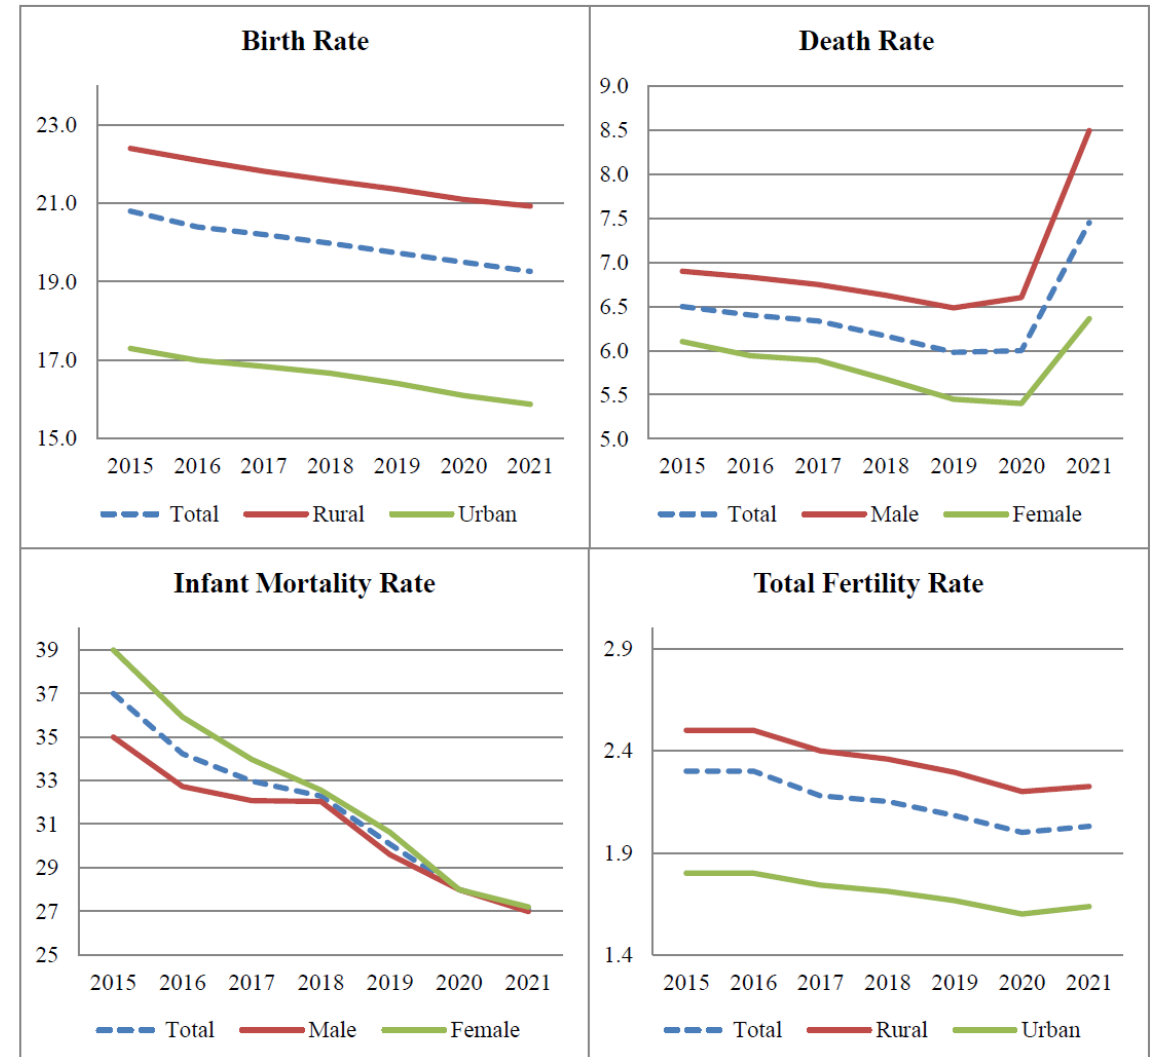 Birth Rate
23.0
21.0
19.0
17.0
15.0
2015 2016 2017 2018 2019 2020 2021
Total Rural Urban
Death Rate
9.0
8.5
8.0
7.5
7.0
6.5
6.0
5.5
5.0
2015 2016 2017 2018 2019 2020 2021
Total Male Female
Infant Mortality Rate
39
37
35
33
31
29
27
25
2015 2016 2017 2018 2019 2020 2021
Total Male Female
Total Fertility Rate
2.9
2.4
1.9
1.4
2015 2016 2017 2018 2019 2020 2021
Total Rural Urban